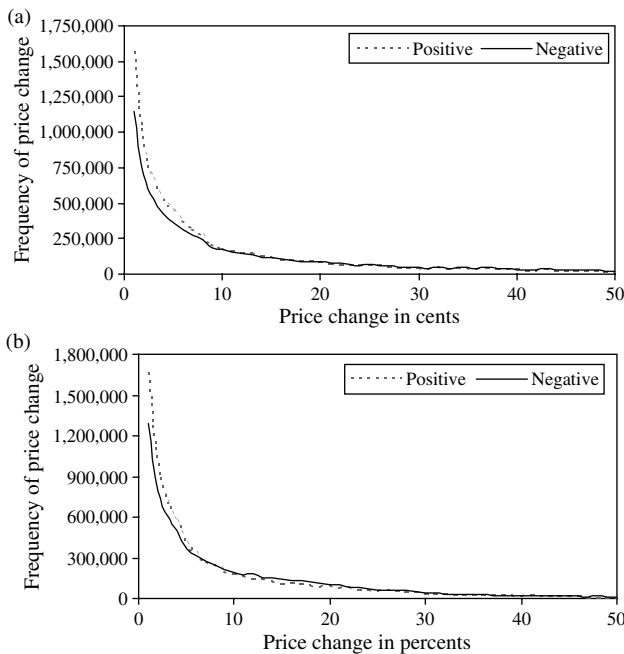 (a)
1,750,000
1,500,000
1,250,000
1,000,000
750,000
500,000
250,000
0
Frequency of price change
Positive Negative
0 10 20 30 40 50
Price change in cents
(b)
1,800,000
1,500,000
1,200,000
900,000
600,000
300,000
0
Frequency of price change
Positive Negative
0 10 20 30 40 50
Price change in percents